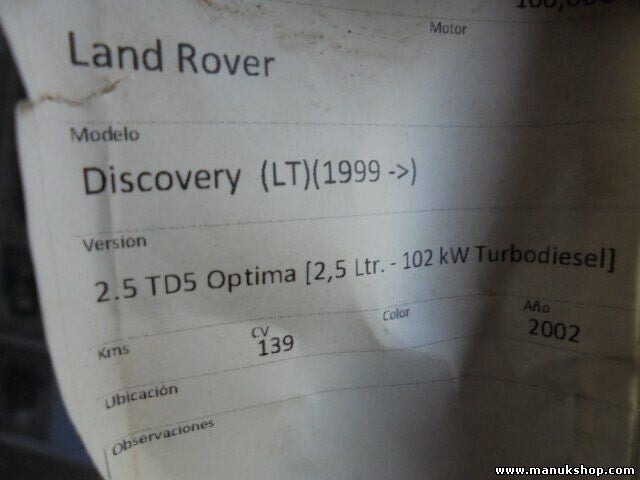 Motor
Land Rover
Modelo
Discovery (LT)(1999 ->)
Version
2.5 TD5 Optima [2,5 Ltr. - 102 kW Turbodiesel]
Kms CV Color Año
139 2002
Ubicación
Observaciones
www.manukshop.com